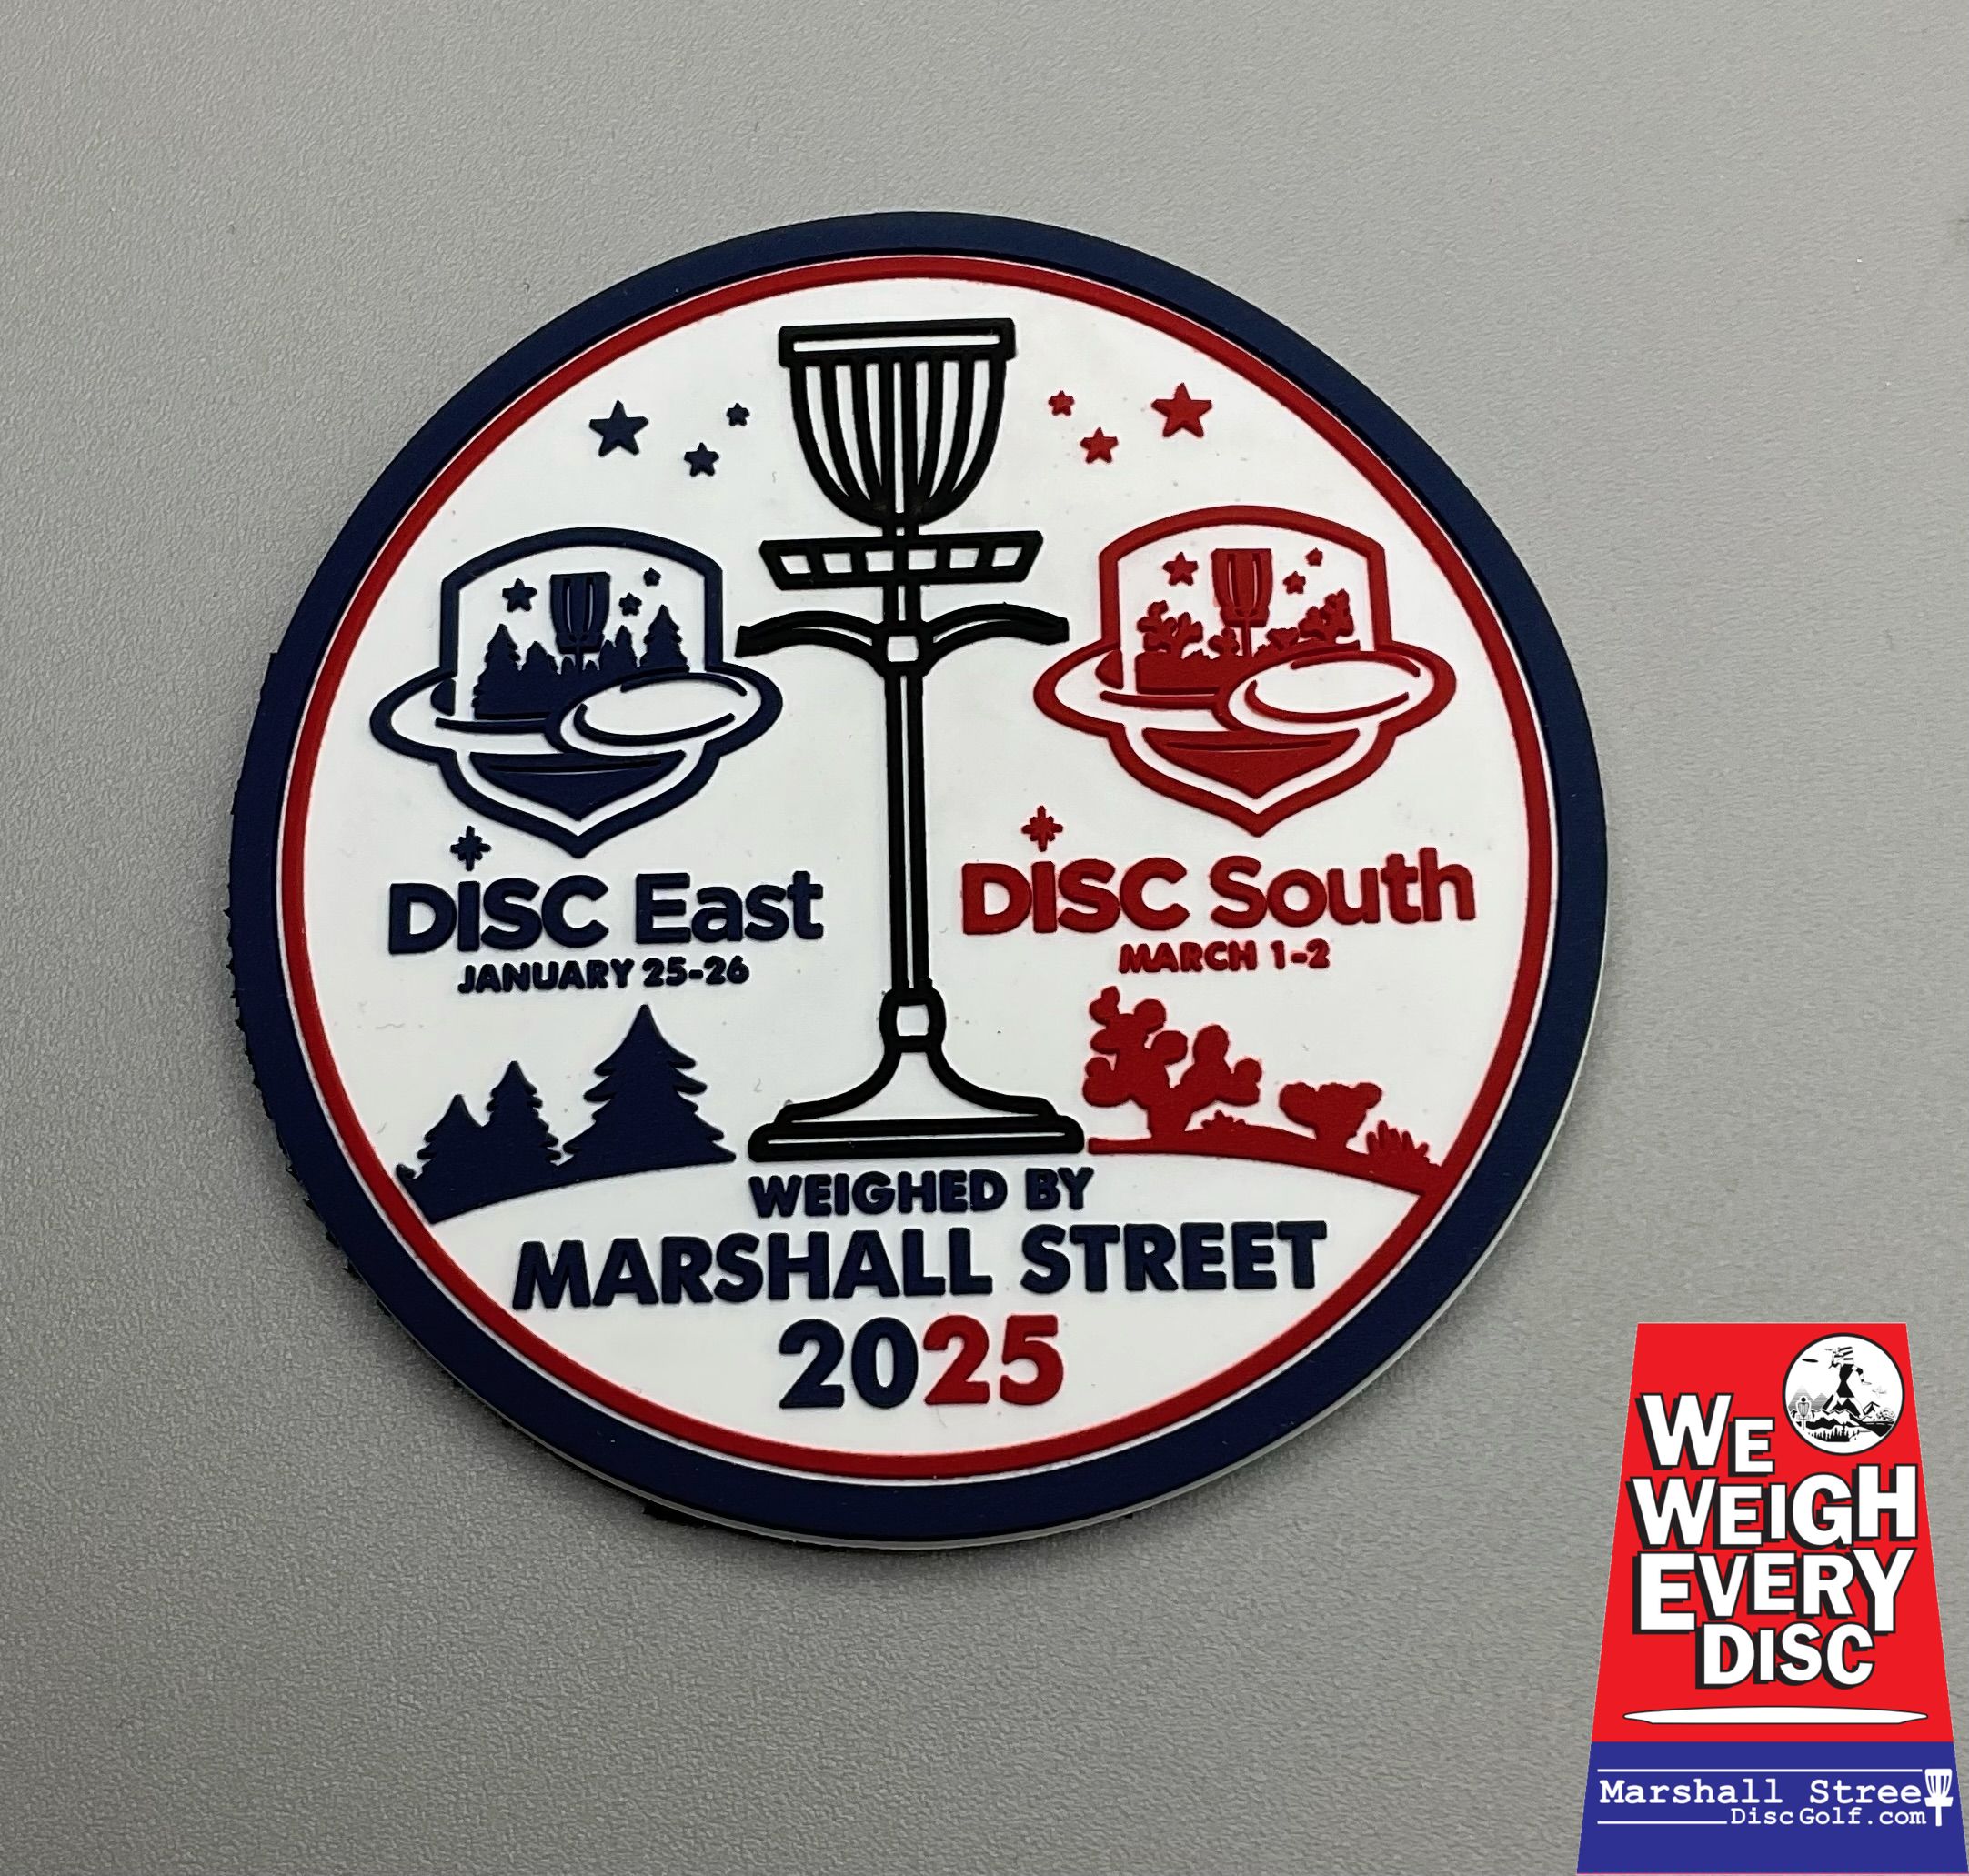 DISC East
JANUARY 25-26
DISC South
MARCH 1-2
WEIGHED BY
MARSHALL STREET
2025
WE
WEIGH
EVERY
DISC
Marshall Stree
DiscGolf.com